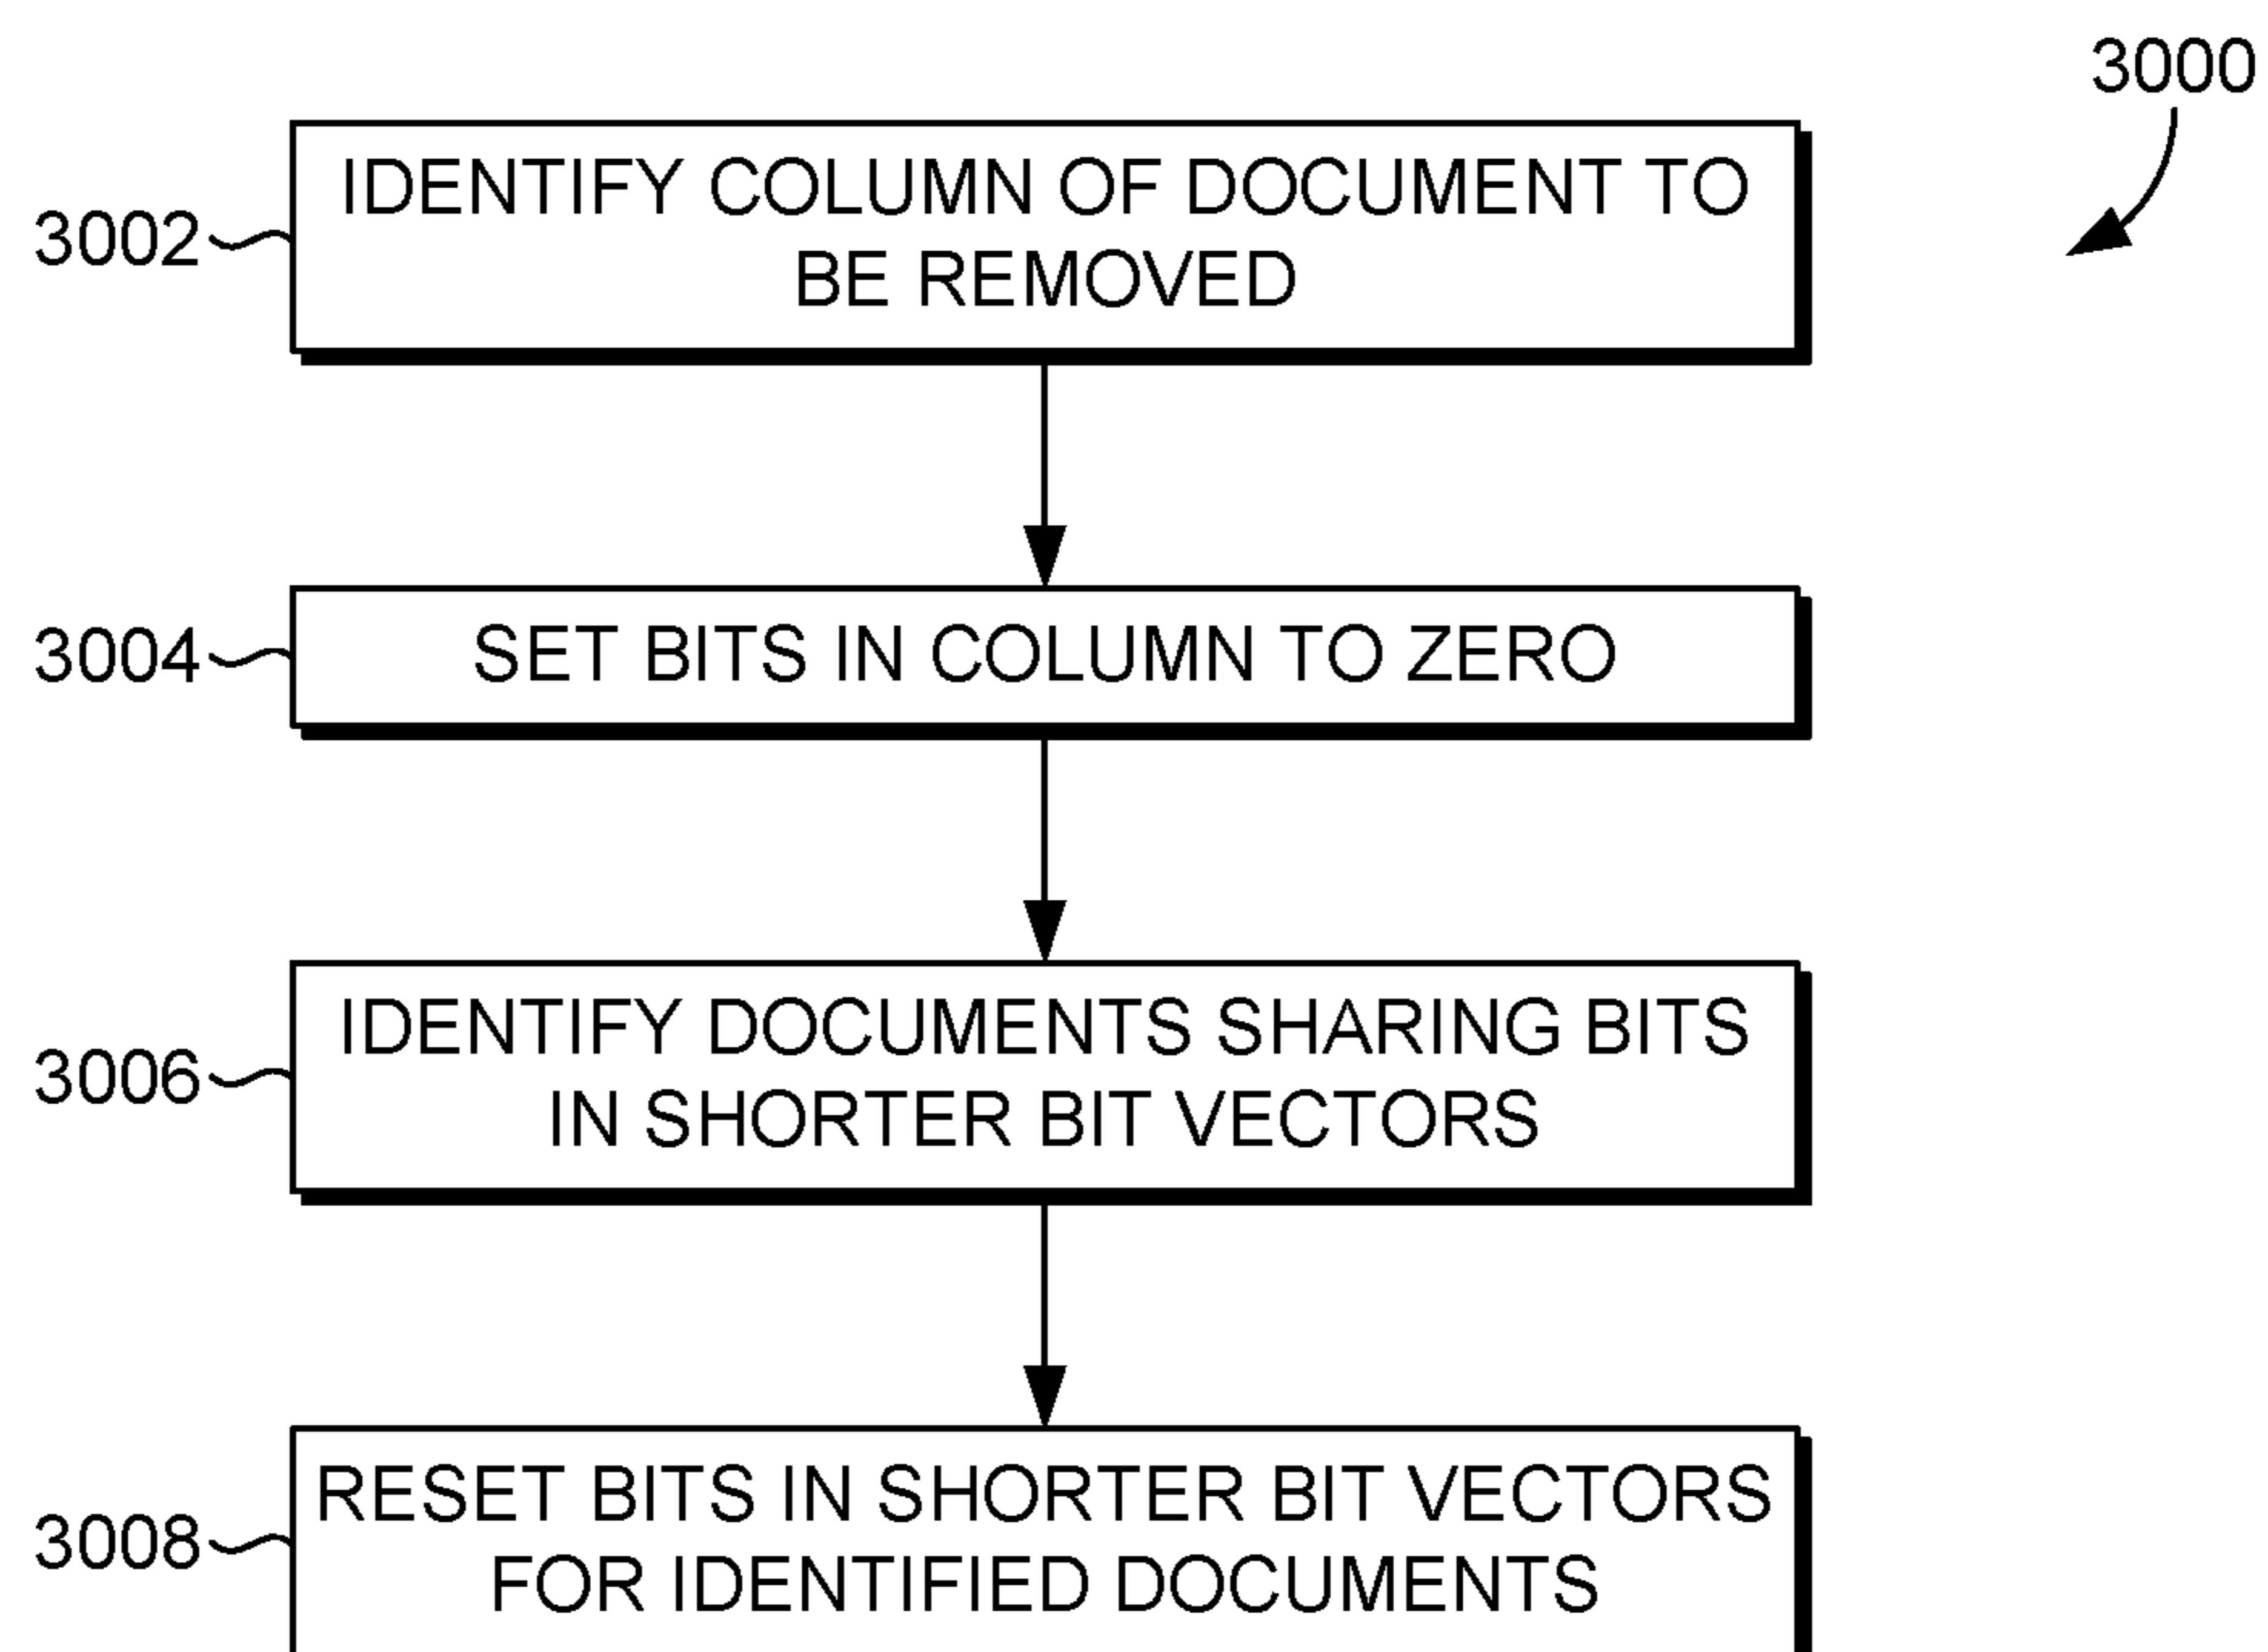 3000
3002
IDENTIFY COLUMN OF DOCUMENT TO
BE REMOVED
3004
SET BITS IN COLUMN TO ZERO
3006
IDENTIFY DOCUMENTS SHARING BITS
IN SHORTER BIT VECTORS
3008
RESET BITS IN SHORTER BIT VECTORS
FOR IDENTIFIED DOCUMENTS